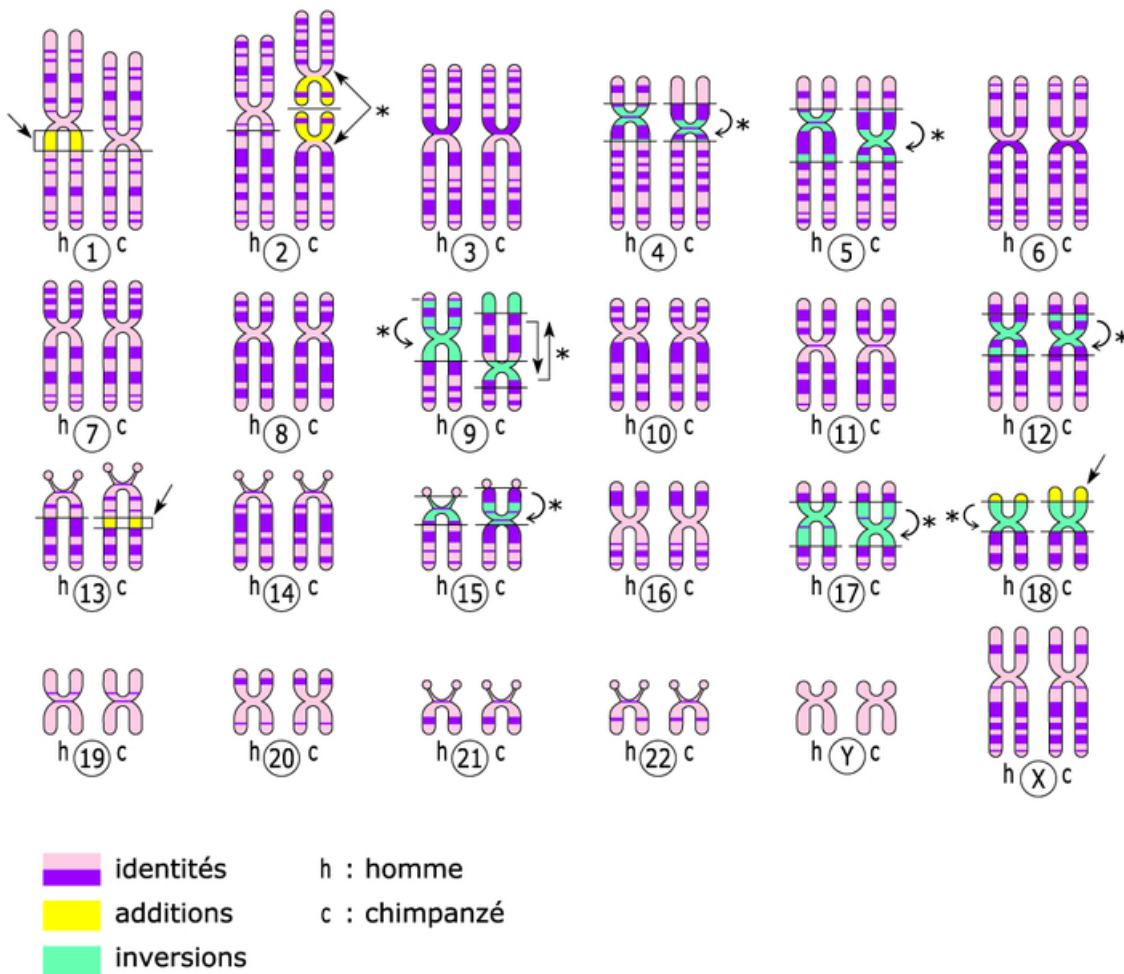 *
h 1 c
h 2 c
h 3 c
*
h 4 c
*
h 5 c
h 6 c
h 7 c
h 8 c
* *
h 9 c
h 10 c
h 11 c
*
h 12 c
h 13 c
h 14 c
*
h 15 c
h 16 c
*
h 17 c
*
h 18 c
h 19 c
h 20 c
h 21 c
h 22 c
h Y c
h X c
identités h : homme
additions c : chimpanzé
inversions